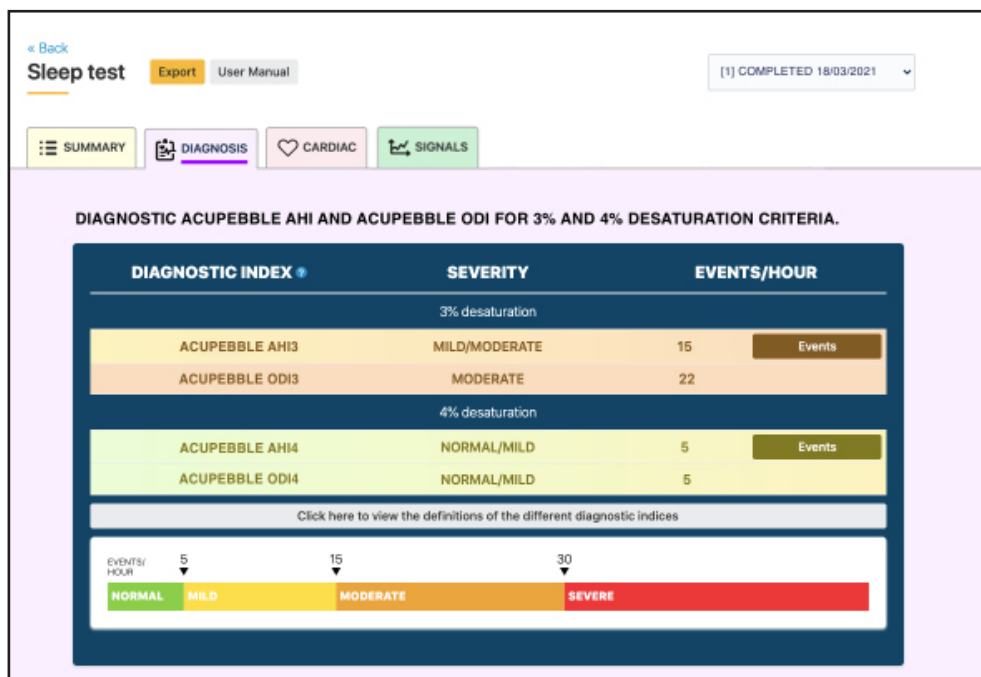 « Back
Sleep test
Export
User Manual
[1] COMPLETED 18/03/2021
SUMMARY
DIAGNOSIS
CARDIAC
SIGNALS
DIAGNOSTIC ACUPEBBLE AHI AND ACUPEBBLE ODI FOR 3% AND 4% DESATURATION CRITERIA.
DIAGNOSTIC INDEX ? SEVERITY EVENTS/HOUR
3% desaturation
ACUPEBBLE AHI3 MILD/MODERATE 15 Events
ACUPEBBLE ODI3 MODERATE 22
4% desaturation
ACUPEBBLE AHI4 NORMAL/MILD 5 Events
ACUPEBBLE ODI4 NORMAL/MILD 5
Click here to view the definitions of the different diagnostic indices
EVENTS/
HOUR
5 15 30
NORMAL MILD MODERATE SEVERE